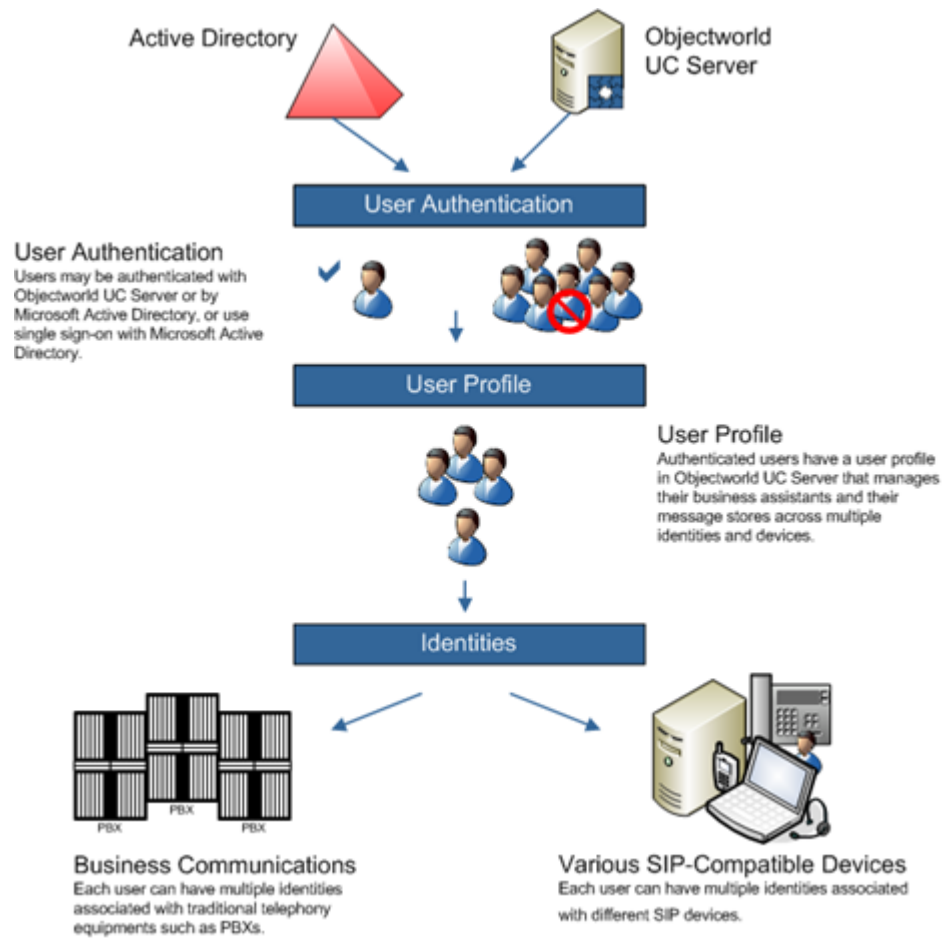 Active Directory
Objectworld
UC Server
User Authentication
User Authentication
Users may be authenticated with
Objectworld UC Server or by
Microsoft Active Directory, or use
single sign-on with Microsoft Active
Directory.
User Profile
User Profile
Authenticated users have a user profile
in Objectworld UC Server that manages
their business assistants and their
message stores across multiple
identities and devices.
Identities
PBX
PBX
PBX
Business Communications
Each user can have multiple identities
associated with traditional telephony
equipments such as PBXs.
Various SIP-Compatible Devices
Each user can have multiple identities associated
with different SIP devices.